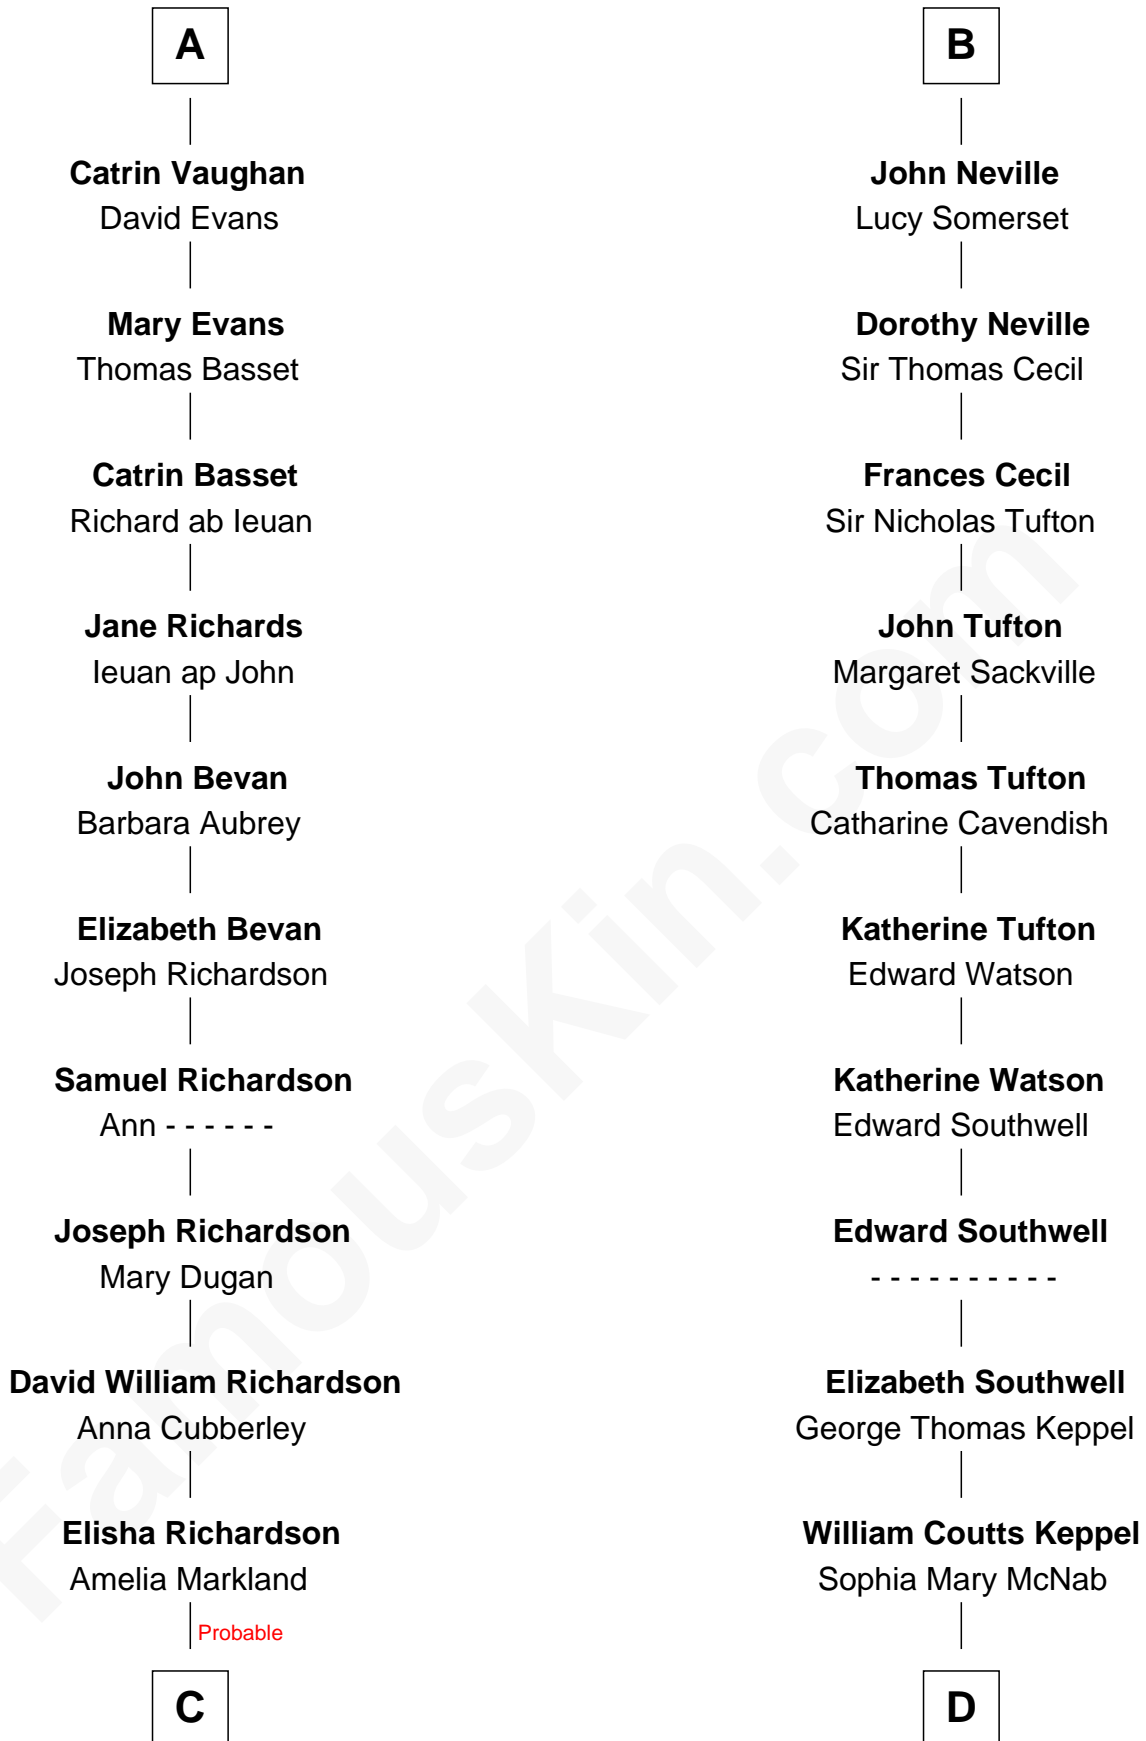 A
Catrin Vaughan
David Evans
Mary Evans
Thomas Basset
Catrin Basset
Richard ab Ieuan
Jane Richards
Ieuan ap John
John Bevan
Barbara Aubrey
Elizabeth Bevan
Joseph Richardson
Samuel Richardson
Ann - - - - - -
Joseph Richardson
Mary Dugan
David William Richardson
Anna Cubberley
Elisha Richardson
Amelia Markland
Probable
C
B
John Neville
Lucy Somerset
Dorothy Neville
Sir Thomas Cecil
Frances Cecil
Sir Nicholas Tufton
John Tufton
Margaret Sackville
Thomas Tufton
Catharine Cavendish
Katherine Tufton
Edward Watson
Katherine Watson
Edward Southwell
Edward Southwell
- - - - - - - - - -
Elizabeth Southwell
George Thomas Keppel
William Coutts Keppel
Sophia Mary McNab
D
FamousKin.com